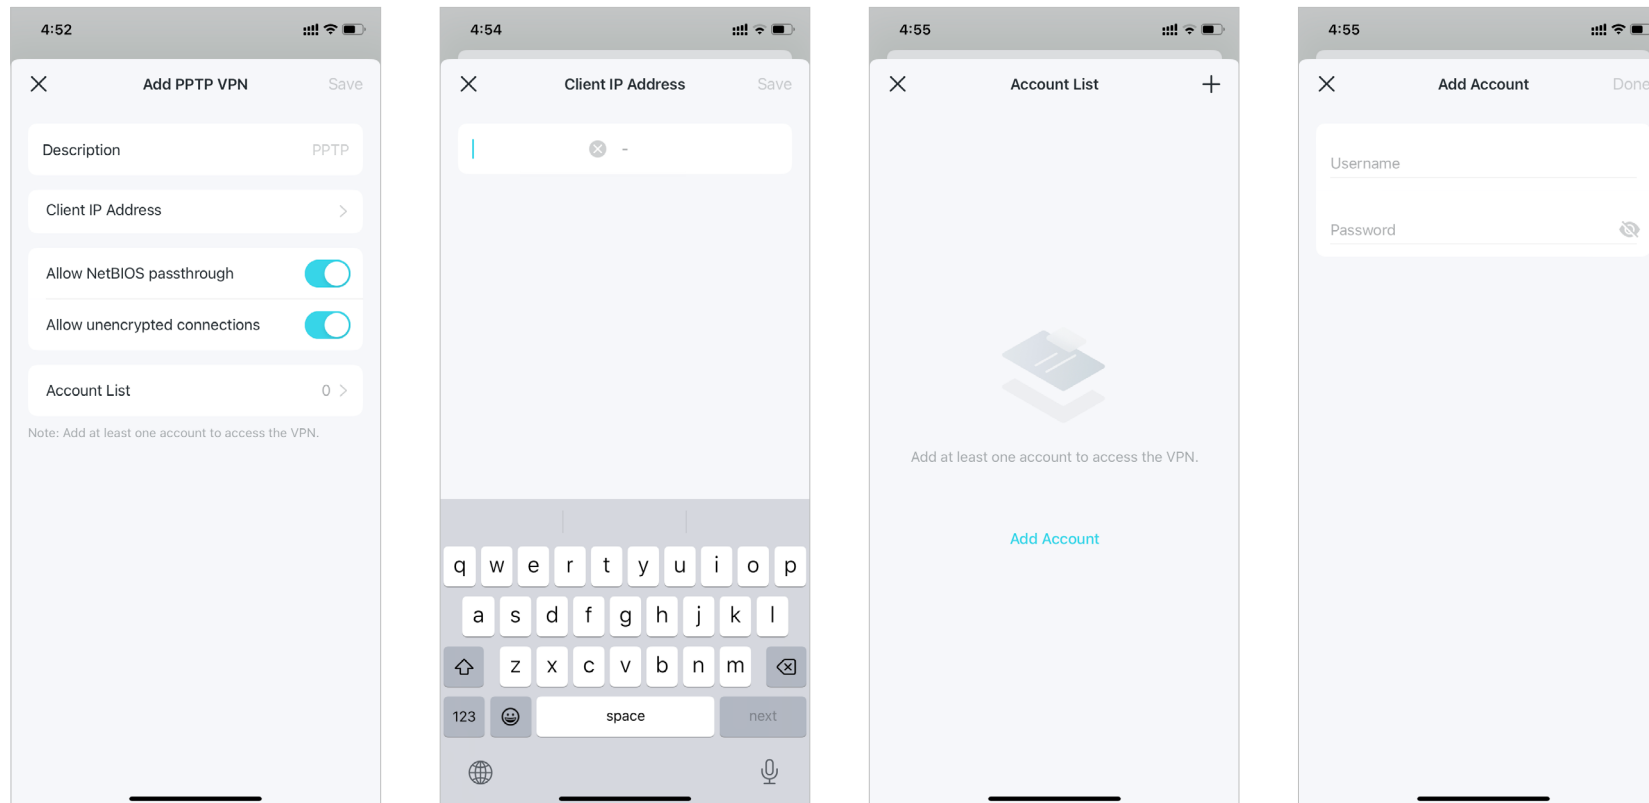 4:52
Add PPTP VPN
Save
Description
PPTP
Client IP Address
Allow NetBIOS passthrough
Allow unencrypted connections
Account List
0
Note: Add at least one account to access the VPN.
4:54
Client IP Address
Save
-
q w e r t y u i o p
a s d f g h j k l
z x c v b n m
123
space
next
4:55
Account List
Add at least one account to access the VPN.
Add Account
4:55
Add Account
Done
Username
Password